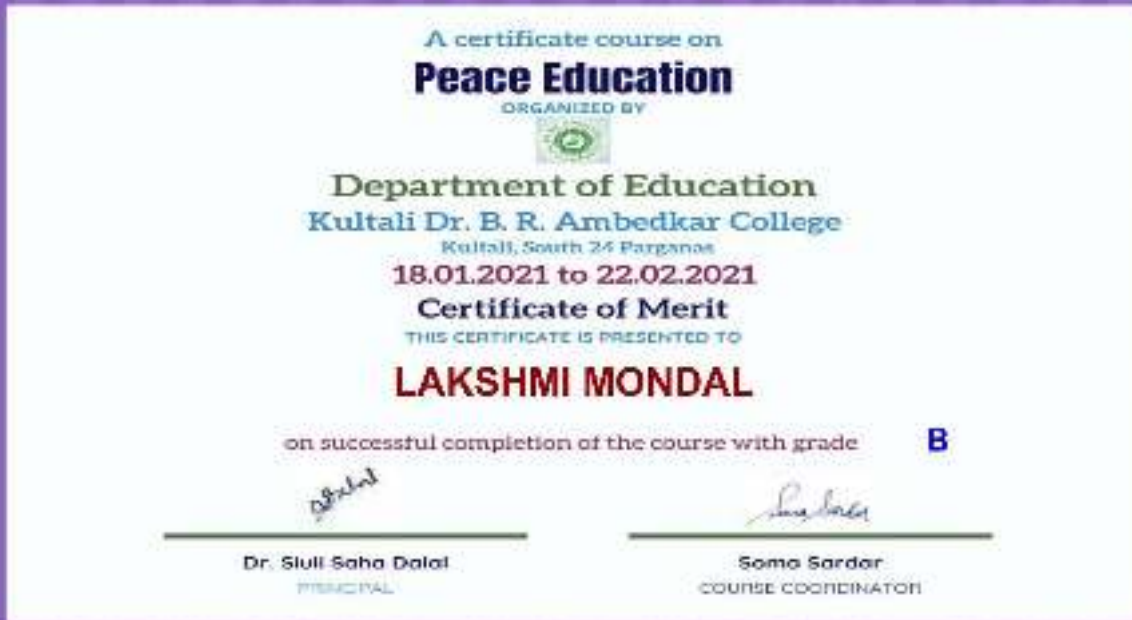 A certificate course on
Peace Education
ORGANIZED BY
Department of Education
Kultali Dr. B. R. Ambedkar College
Kultali, South 24 Parganas
18.01.2021 to 22.02.2021
Certificate of Merit
THIS CERTIFICATE IS PRESENTED TO
LAKSHMI MONDAL
on successful completion of the course with grade B
Dr. Siuli Saha Dalal
PRINCIPAL
Soma Sardar
Soma Sardar
COURSE COORDINATOR